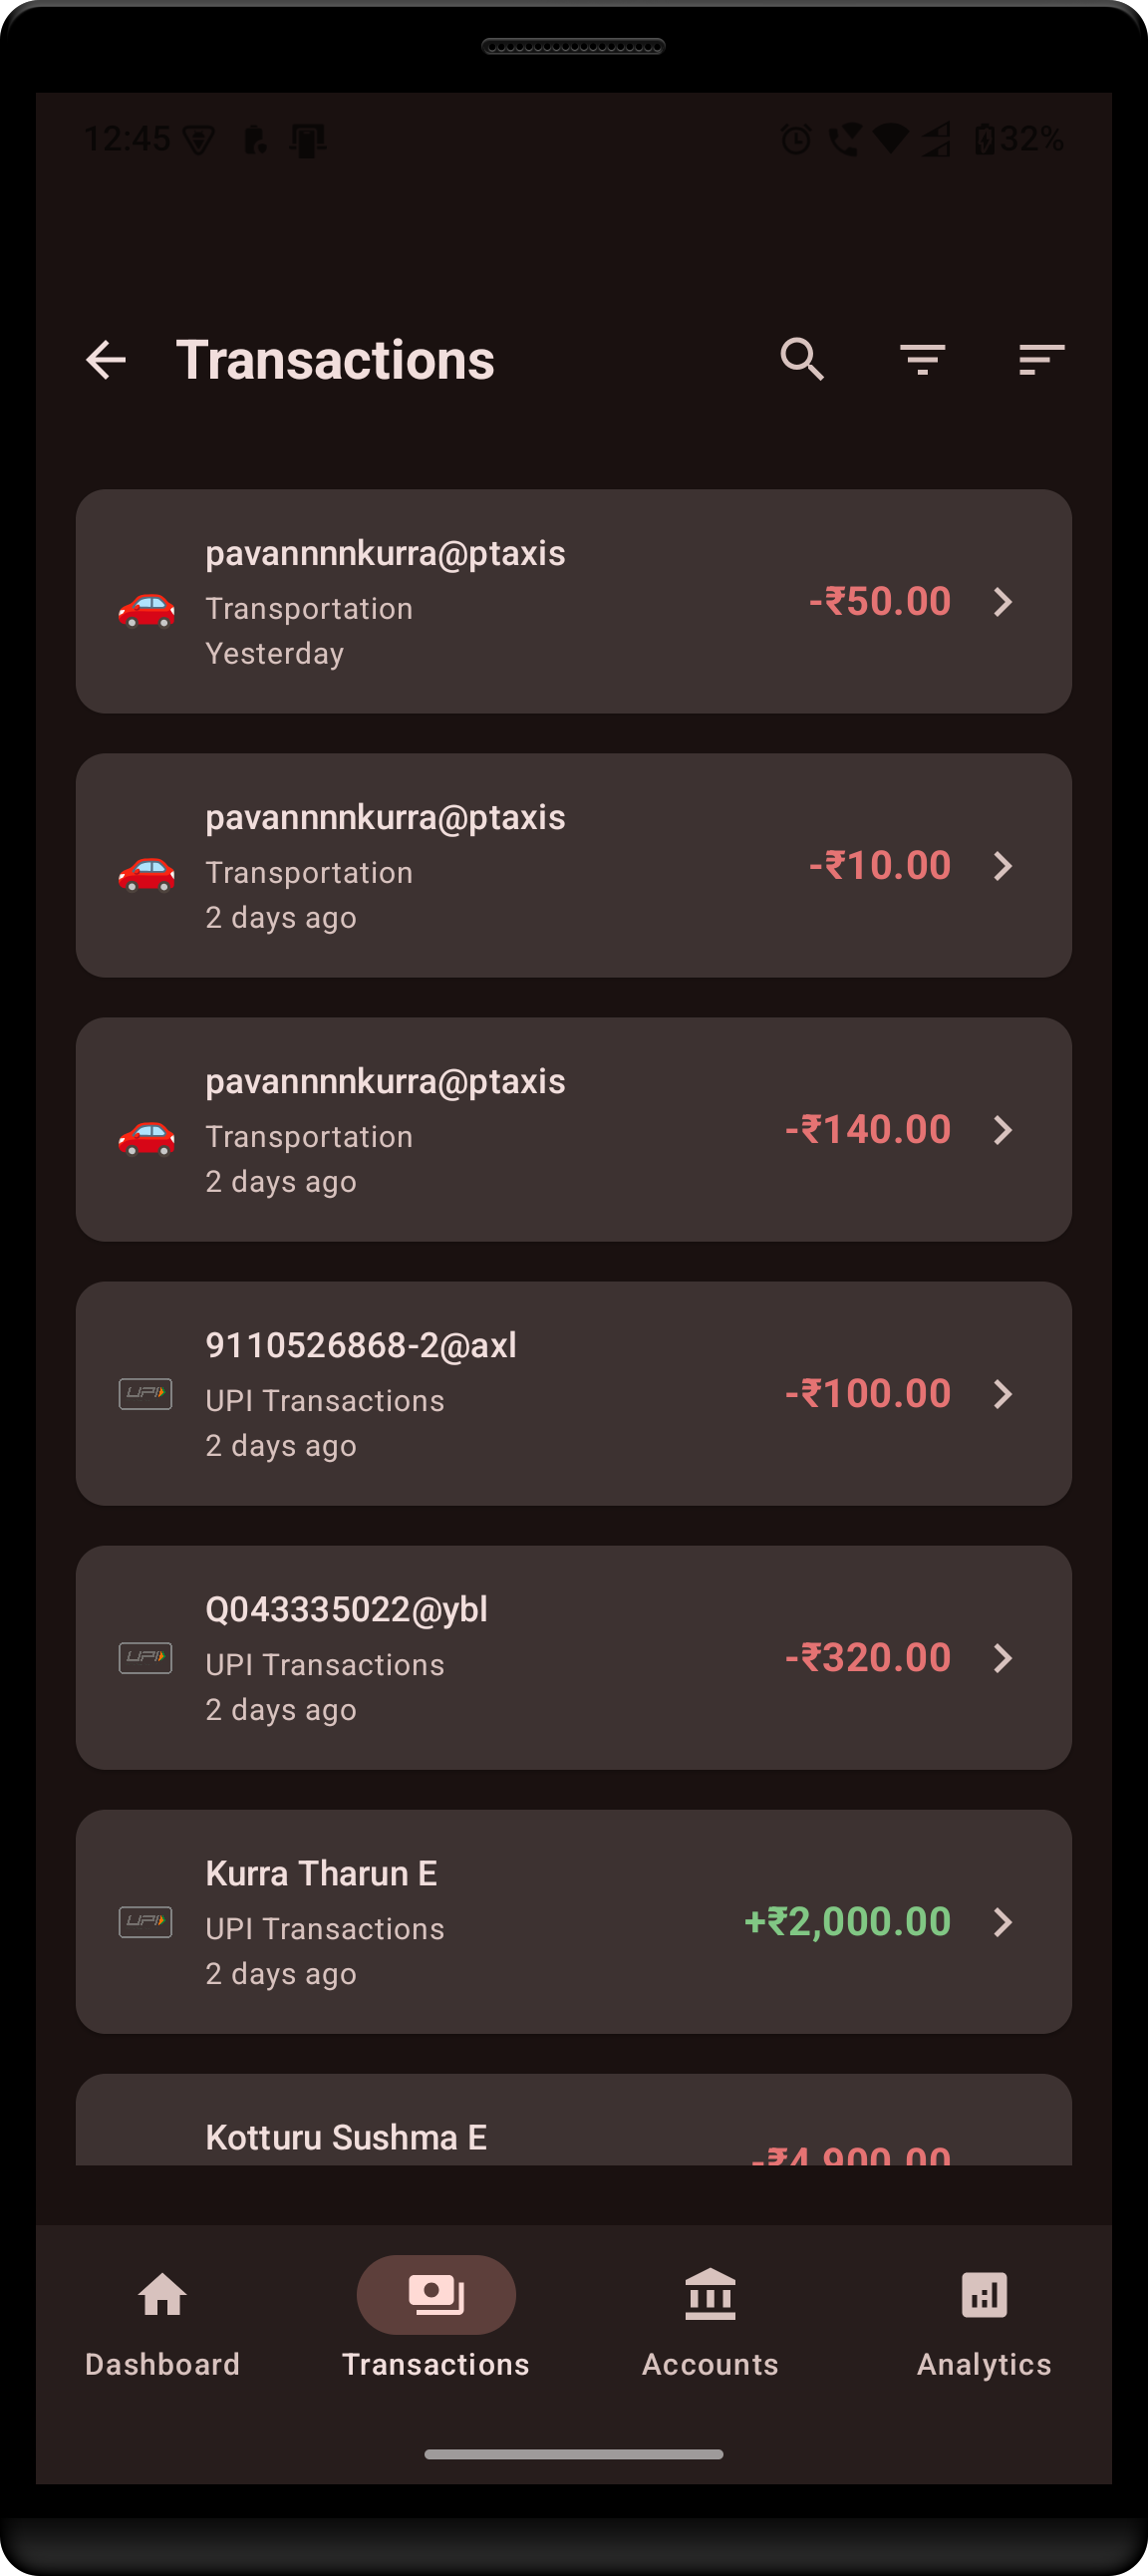 12:45
32%
Transactions
pavannnnkurra@ptaxis
Transportation
Yesterday
-₹50.00
pavannnnkurra@ptaxis
Transportation
2 days ago
-₹10.00
pavannnnkurra@ptaxis
Transportation
2 days ago
-₹140.00
9110526868-2@axl
UPI
UPI Transactions
2 days ago
-₹100.00
Q043335022@ybl
UPI
UPI Transactions
2 days ago
-₹320.00
Kurra Tharun E
UPI
UPI Transactions
2 days ago
+₹2,000.00
Kotturu Sushma E
-₹4,900.00
Dashboard
Transactions
Accounts
Analytics